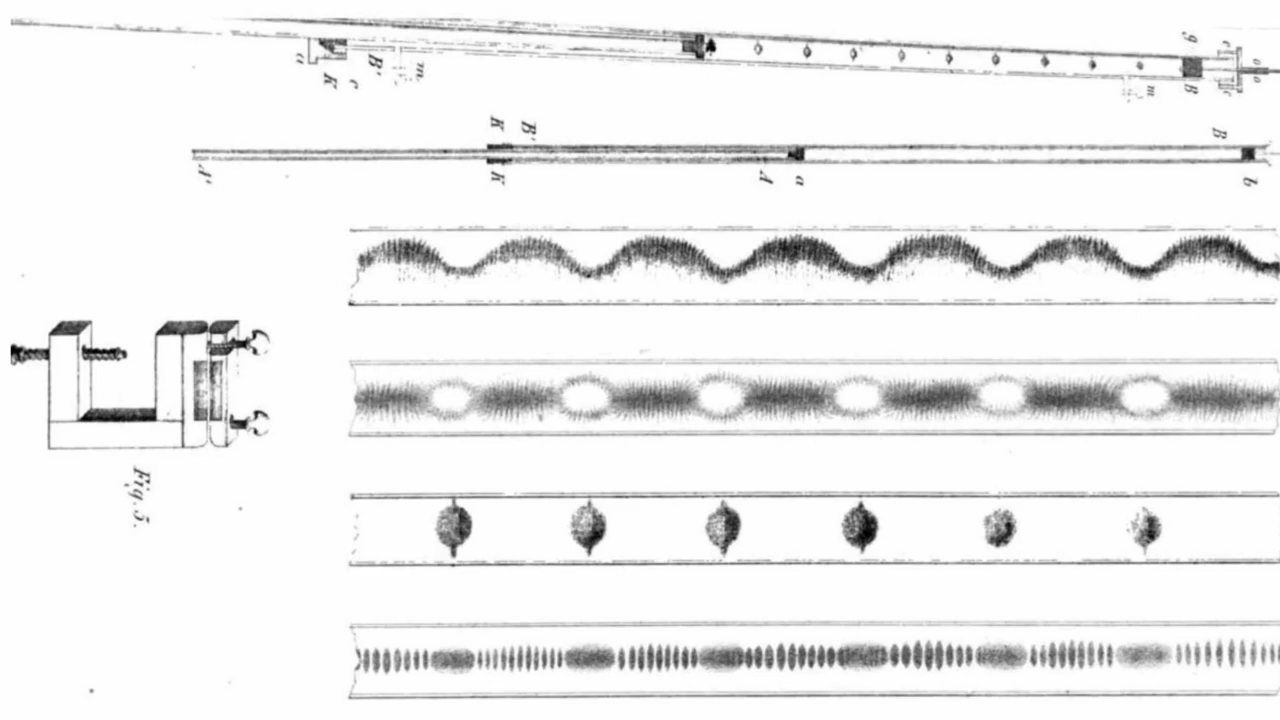 g c
a K c B' m m B c o o
K B' B
A' K A a b
Fig. 5.